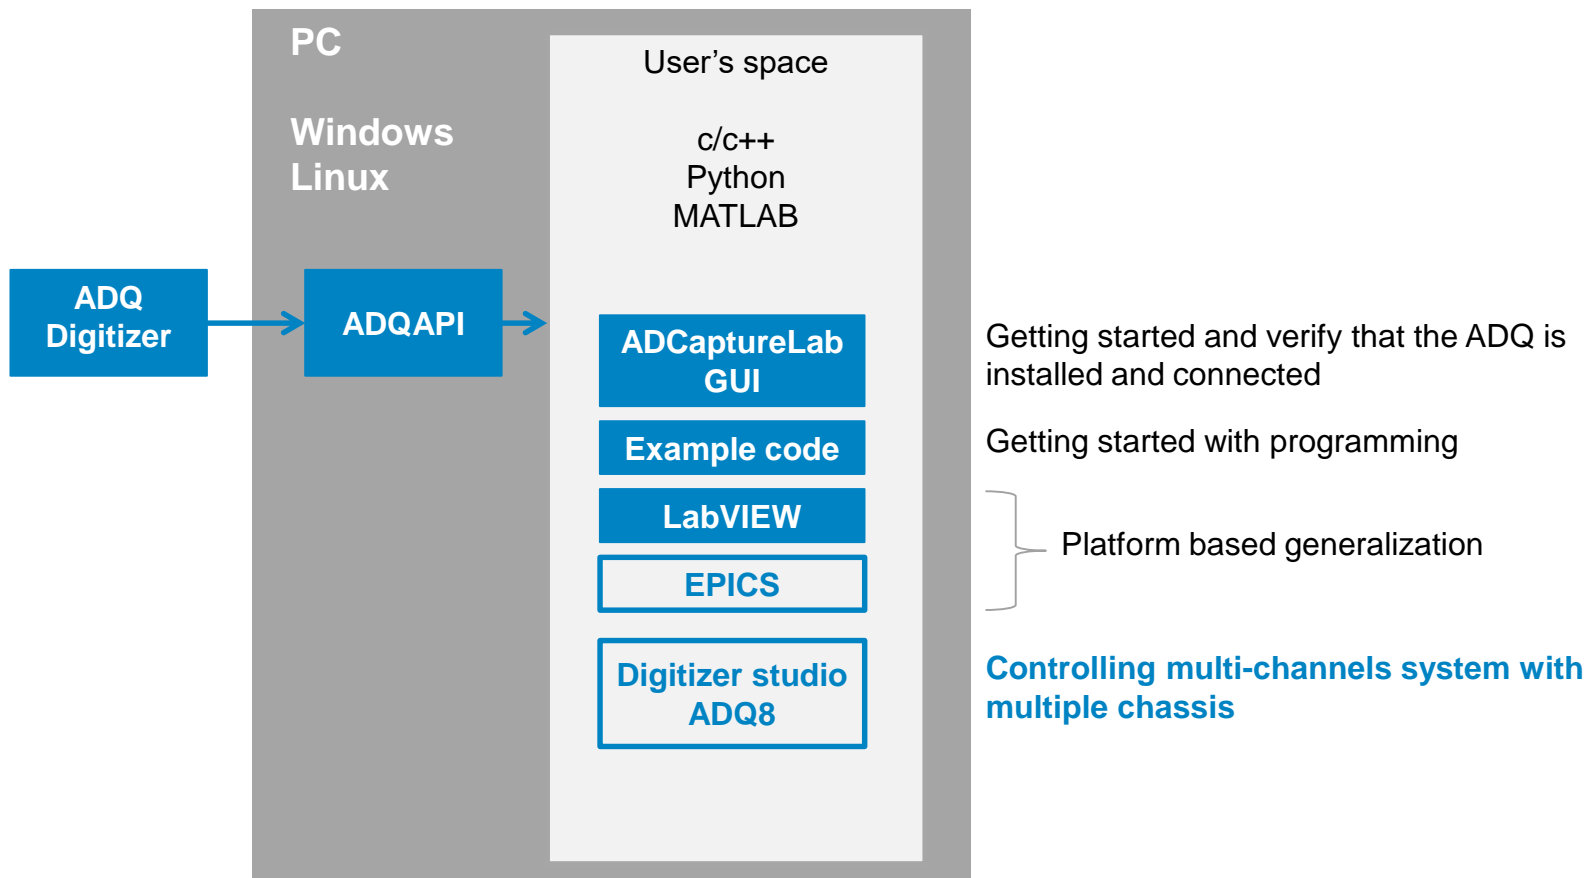 PC
Windows
Linux
User’s space
c/c++
Python
MATLAB
ADQ
Digitizer
ADQAPI
ADCaptureLab
GUI
Getting started and verify that the ADQ is
installed and connected
Example code
Getting started with programming
LabVIEW
Platform based generalization
EPICS
Digitizer studio
ADQ8
Controlling multi-channels system with
multiple chassis